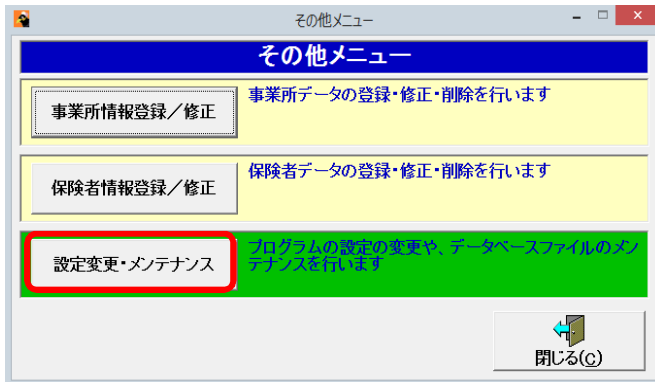 その他メニュー
その他メニュー
事業所情報登録／修正
事業所データの登録・修正・削除を行います
保険者情報登録／修正
保険者データの登録・修正・削除を行います
設定変更・メンテナンス
プログラムの設定の変更や、データベースファイルのメン
テナンスを行います
閉じる(c)